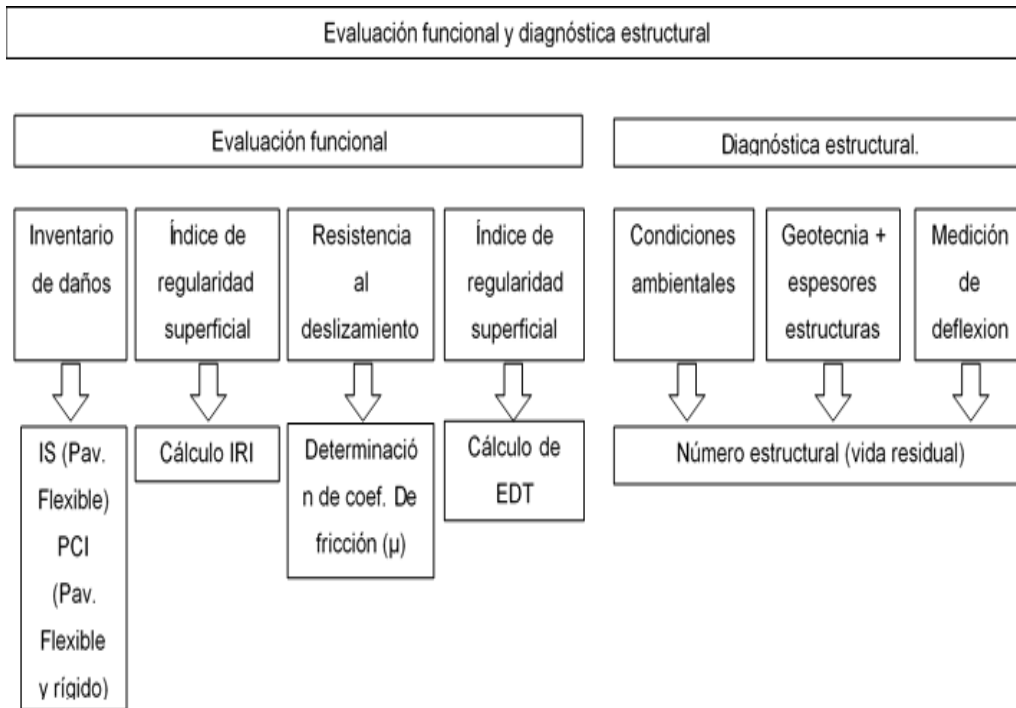 Evaluación funcional y diagnóstica estructural
Evaluación funcional
Diagnóstica estructural.
Inventario
de daños
Índice de
regularidad
superficial
Resistencia
al
deslizamiento
Índice de
regularidad
superficial
Condiciones
ambientales
Geotecnia +
espesores
estructuras
Medición
de
deflexion
IS (Pav.
Flexible)
PCI
(Pav.
Flexible
y rígido)
Cálculo IRI
Determinació
n de coef. De
fricción (µ)
Cálculo de
EDT
Número estructural (vida residual)